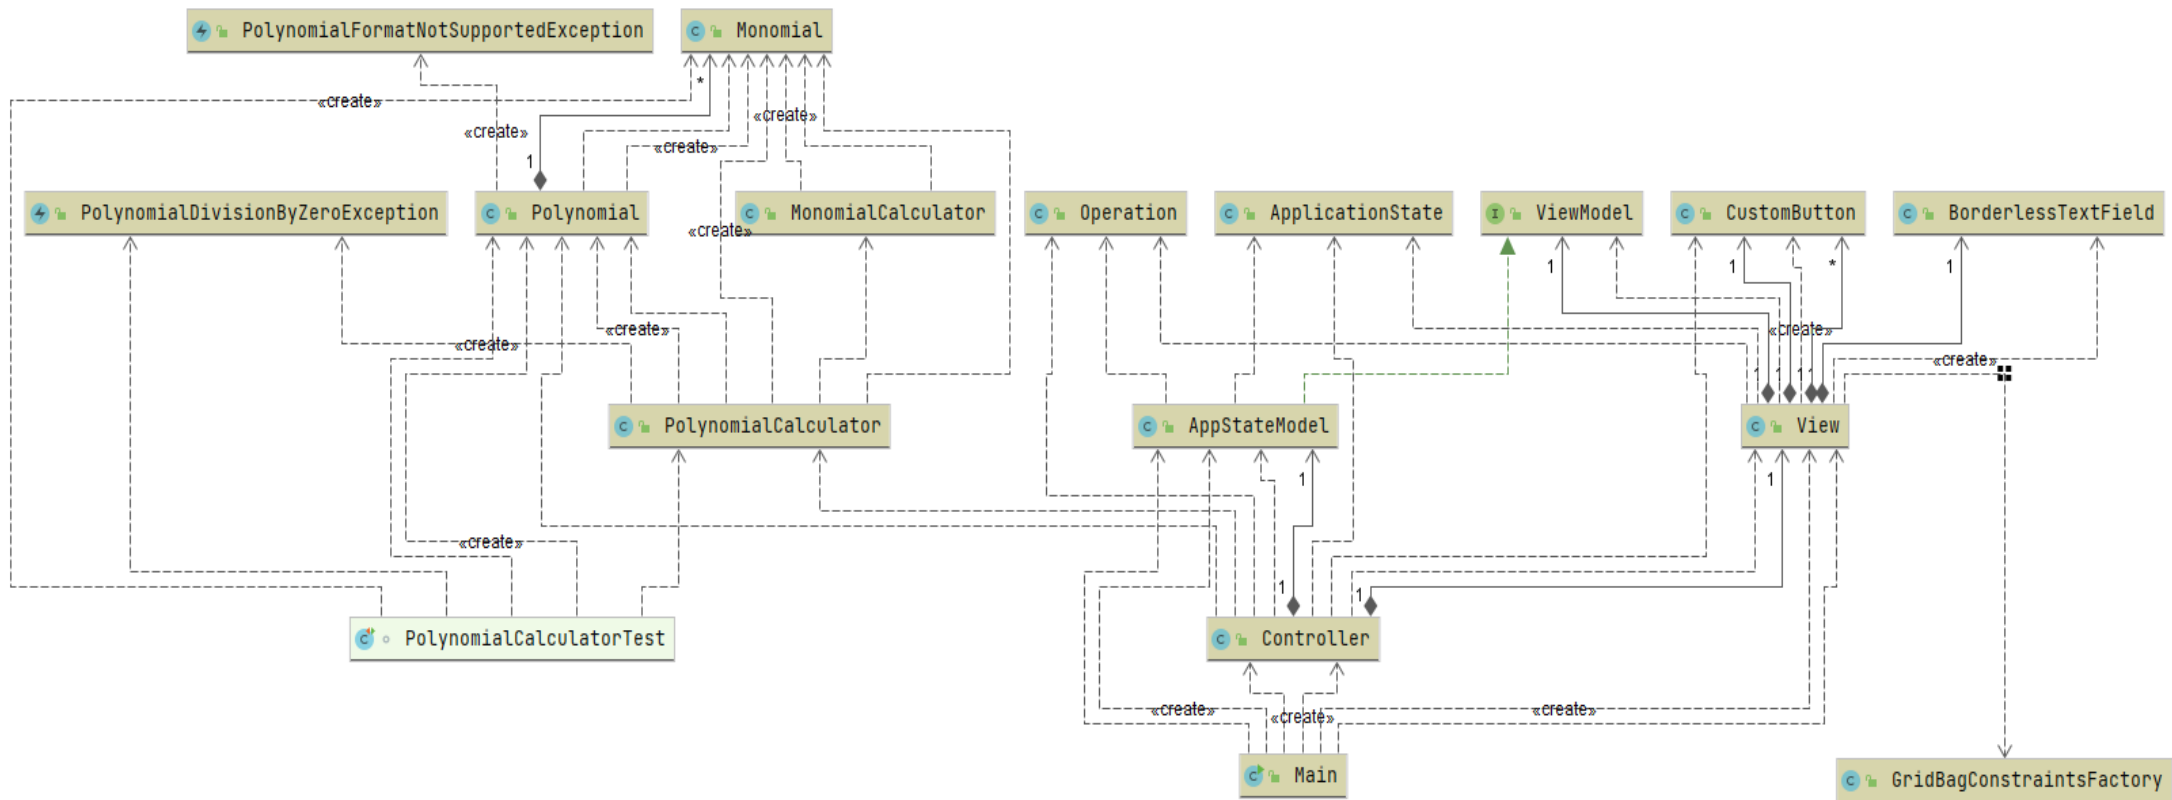 PolynomialFormatNotSupportedException
Monomial
*
«create»
«create»
«create»
«create»
1
PolynomialDivisionByZeroException
Polynomial
MonomialCalculator
Operation
ApplicationState
ViewModel
CustomButton
BorderlessTextField
«create»
1
1
*
1
«create»
«create»
«create»
«create»
PolynomialCalculator
AppStateModel
View
1
1
«create»
1
1
PolynomialCalculatorTest
Controller
«create»
«create»
«create»
Main
GridBagConstraintsFactory